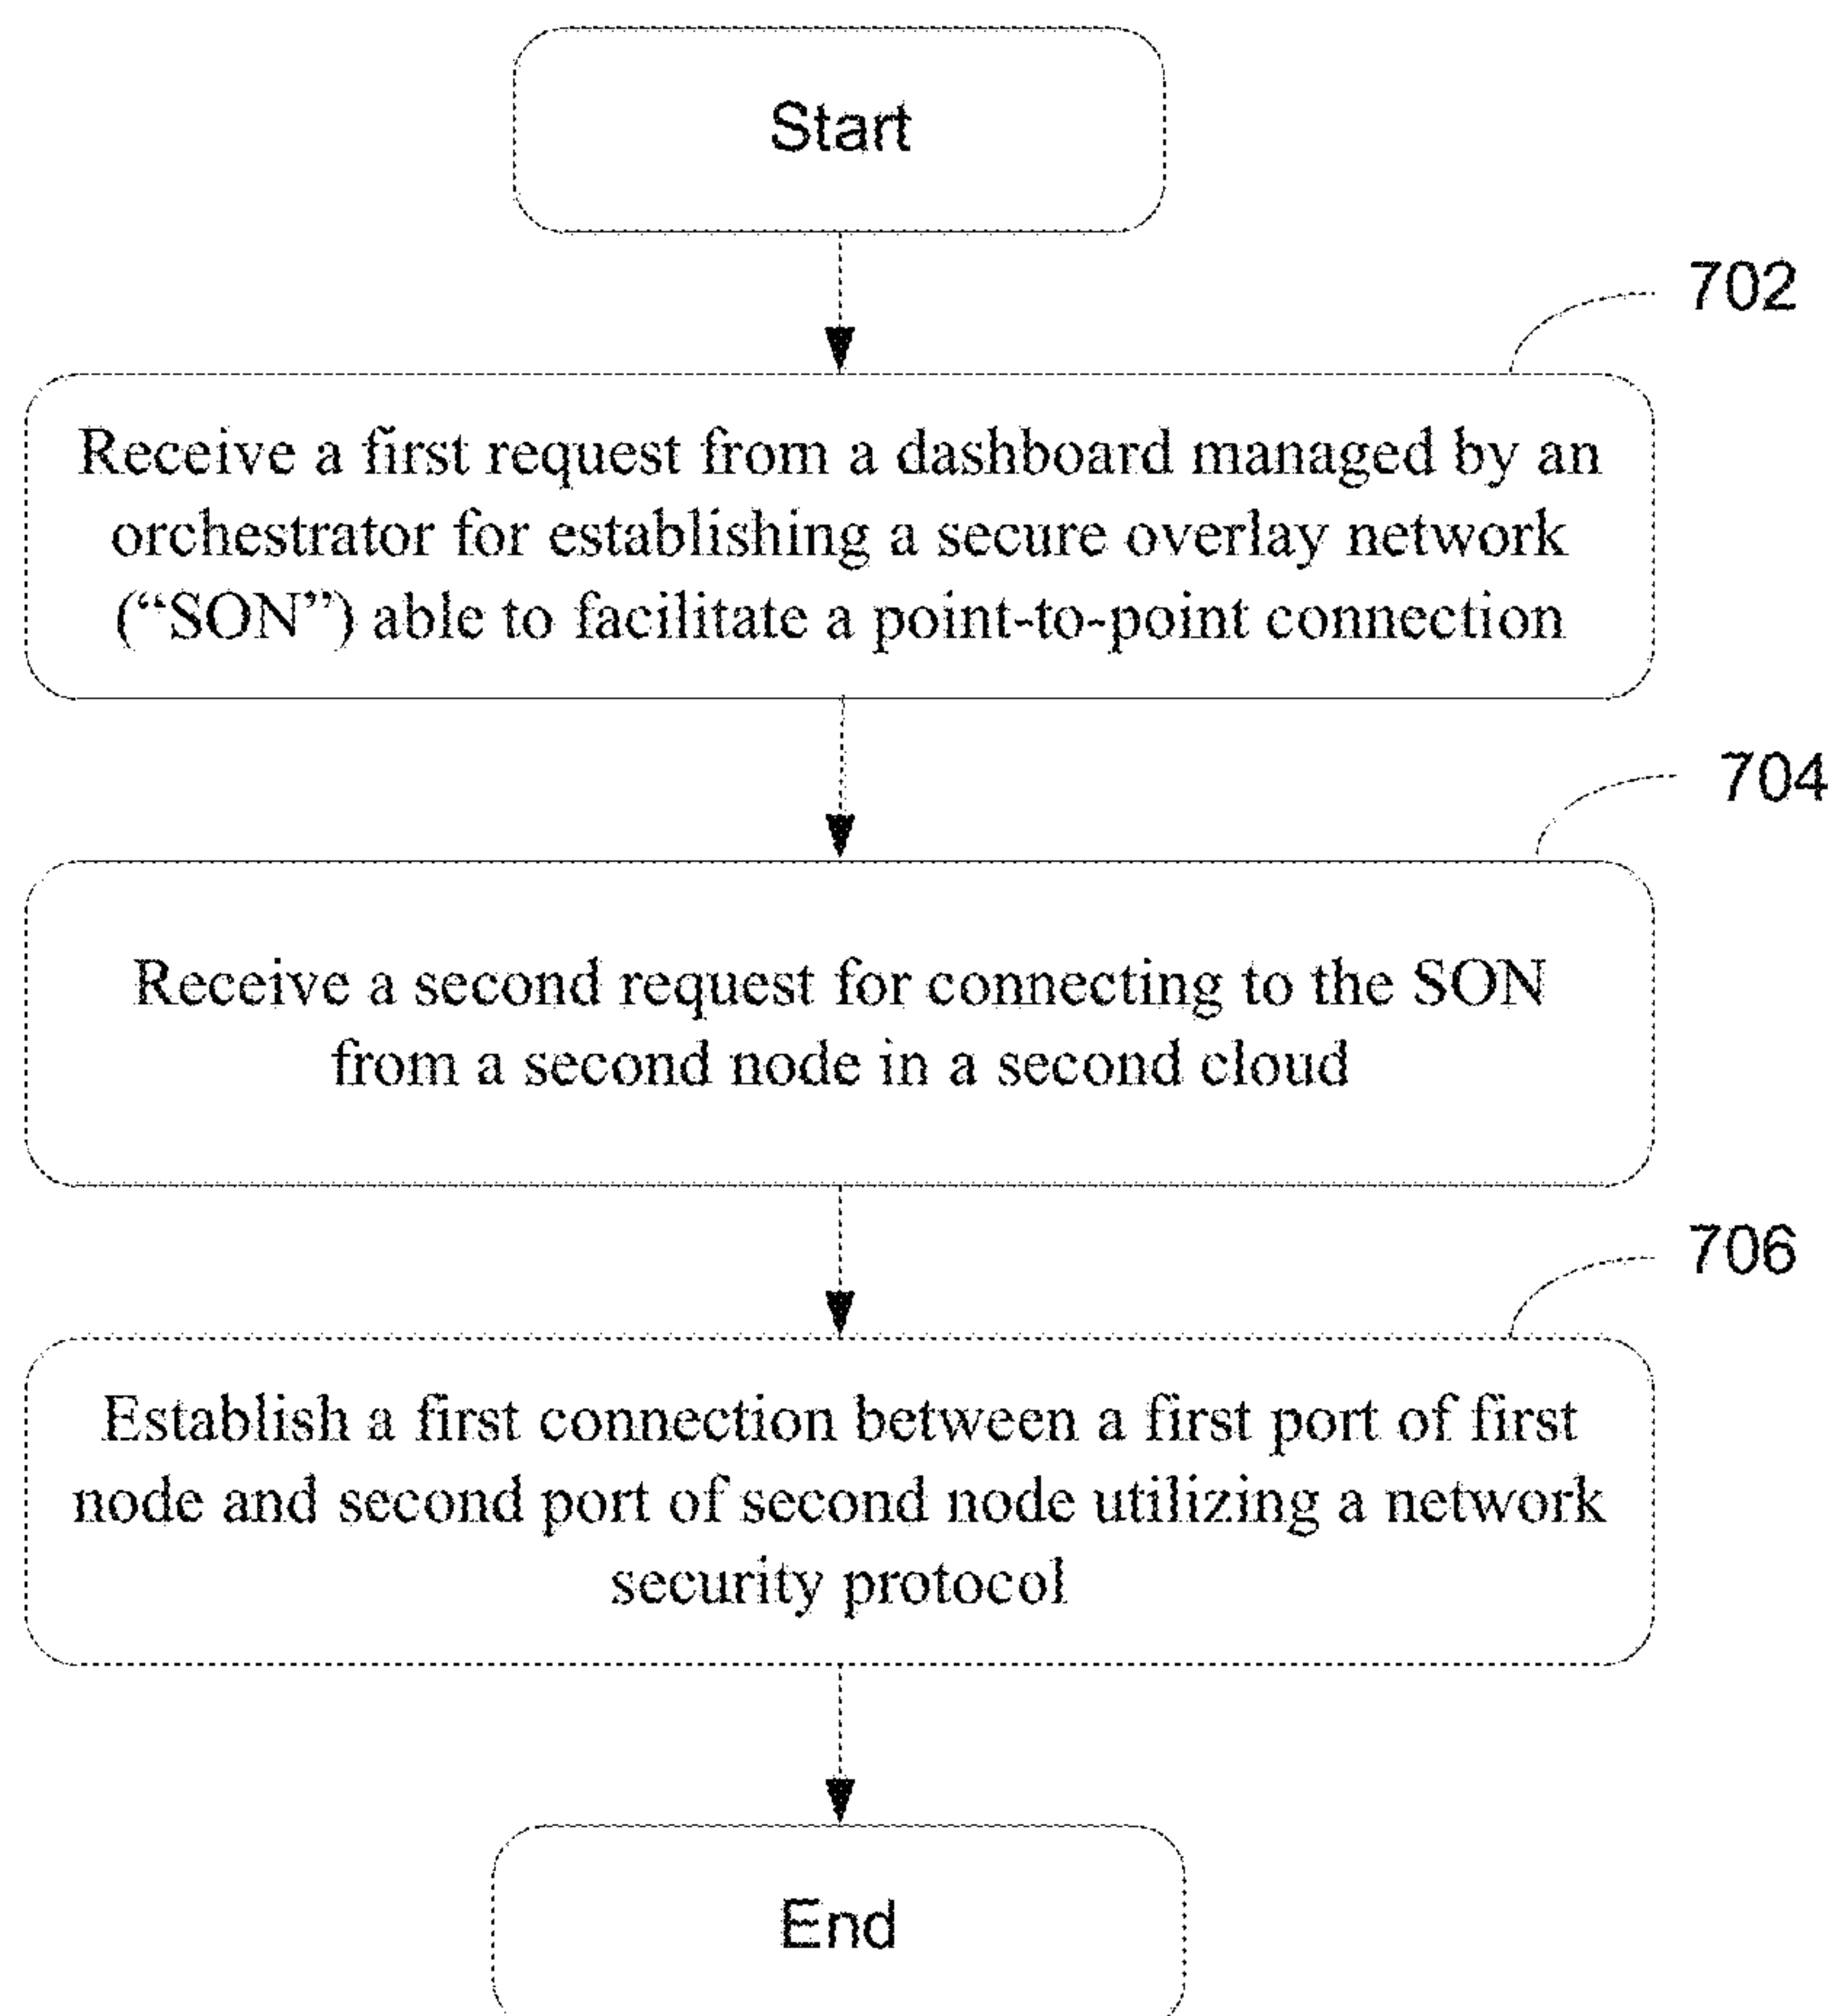 Start
702
Receive a first request from a dashboard managed by an
orchestrator for establishing a secure overlay network
(“SON”) able to facilitate a point-to-point connection
704
Receive a second request for connecting to the SON
from a second node in a second cloud
706
Establish a first connection between a first port of first
node and second port of second node utilizing a network
security protocol
End